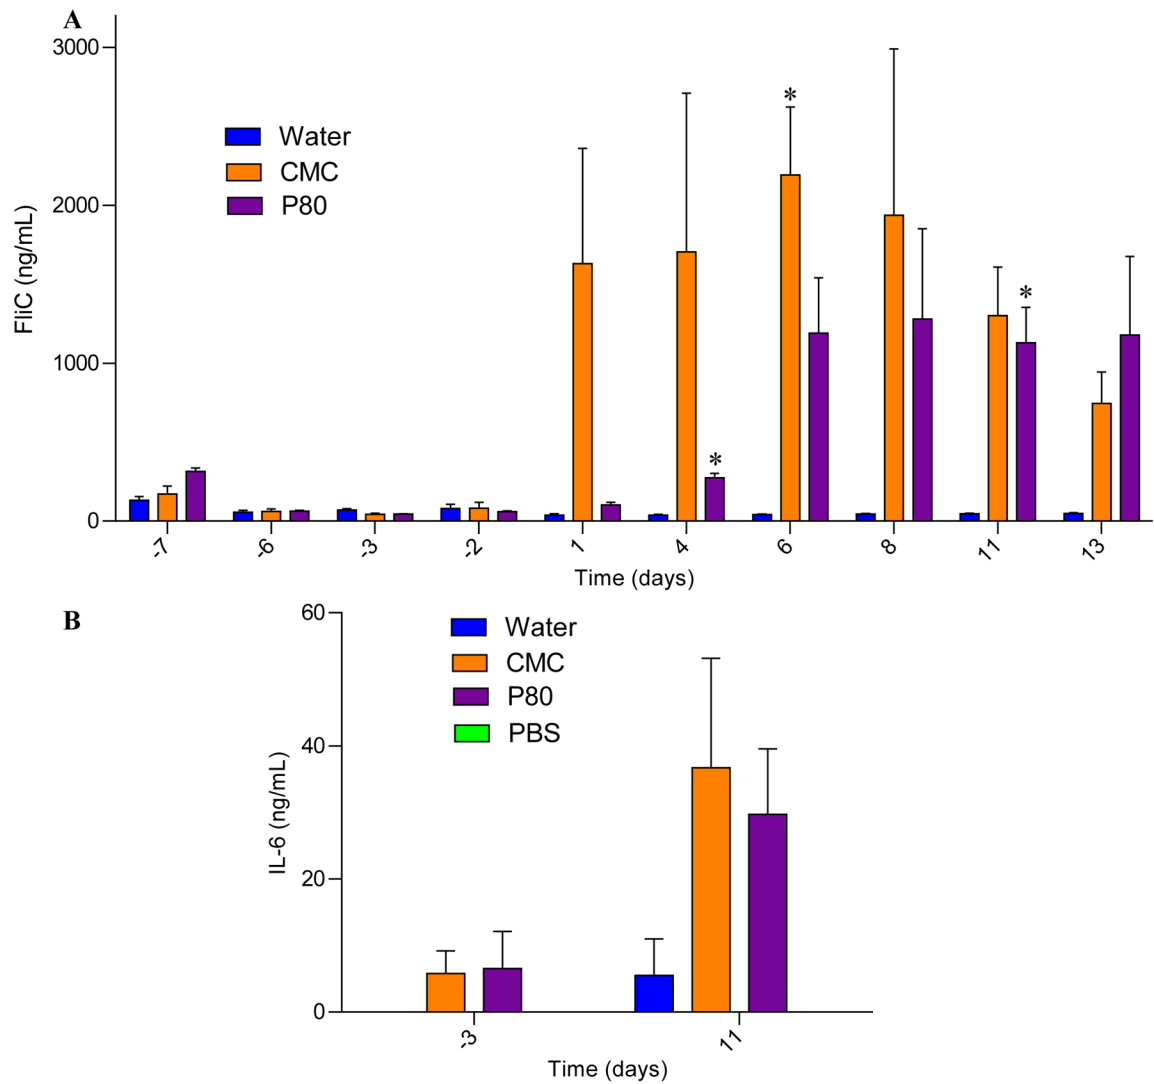 A
3000
2000
1000
0
FliC (ng/mL)
Water
CMC
P80
*
*
*
*
-7 -6 -3 -2 1 4 6 8 11 13
Time (days)
B
60
40
20
0
IL-6 (ng/mL)
Water
CMC
P80
PBS
-3 11
Time (days)